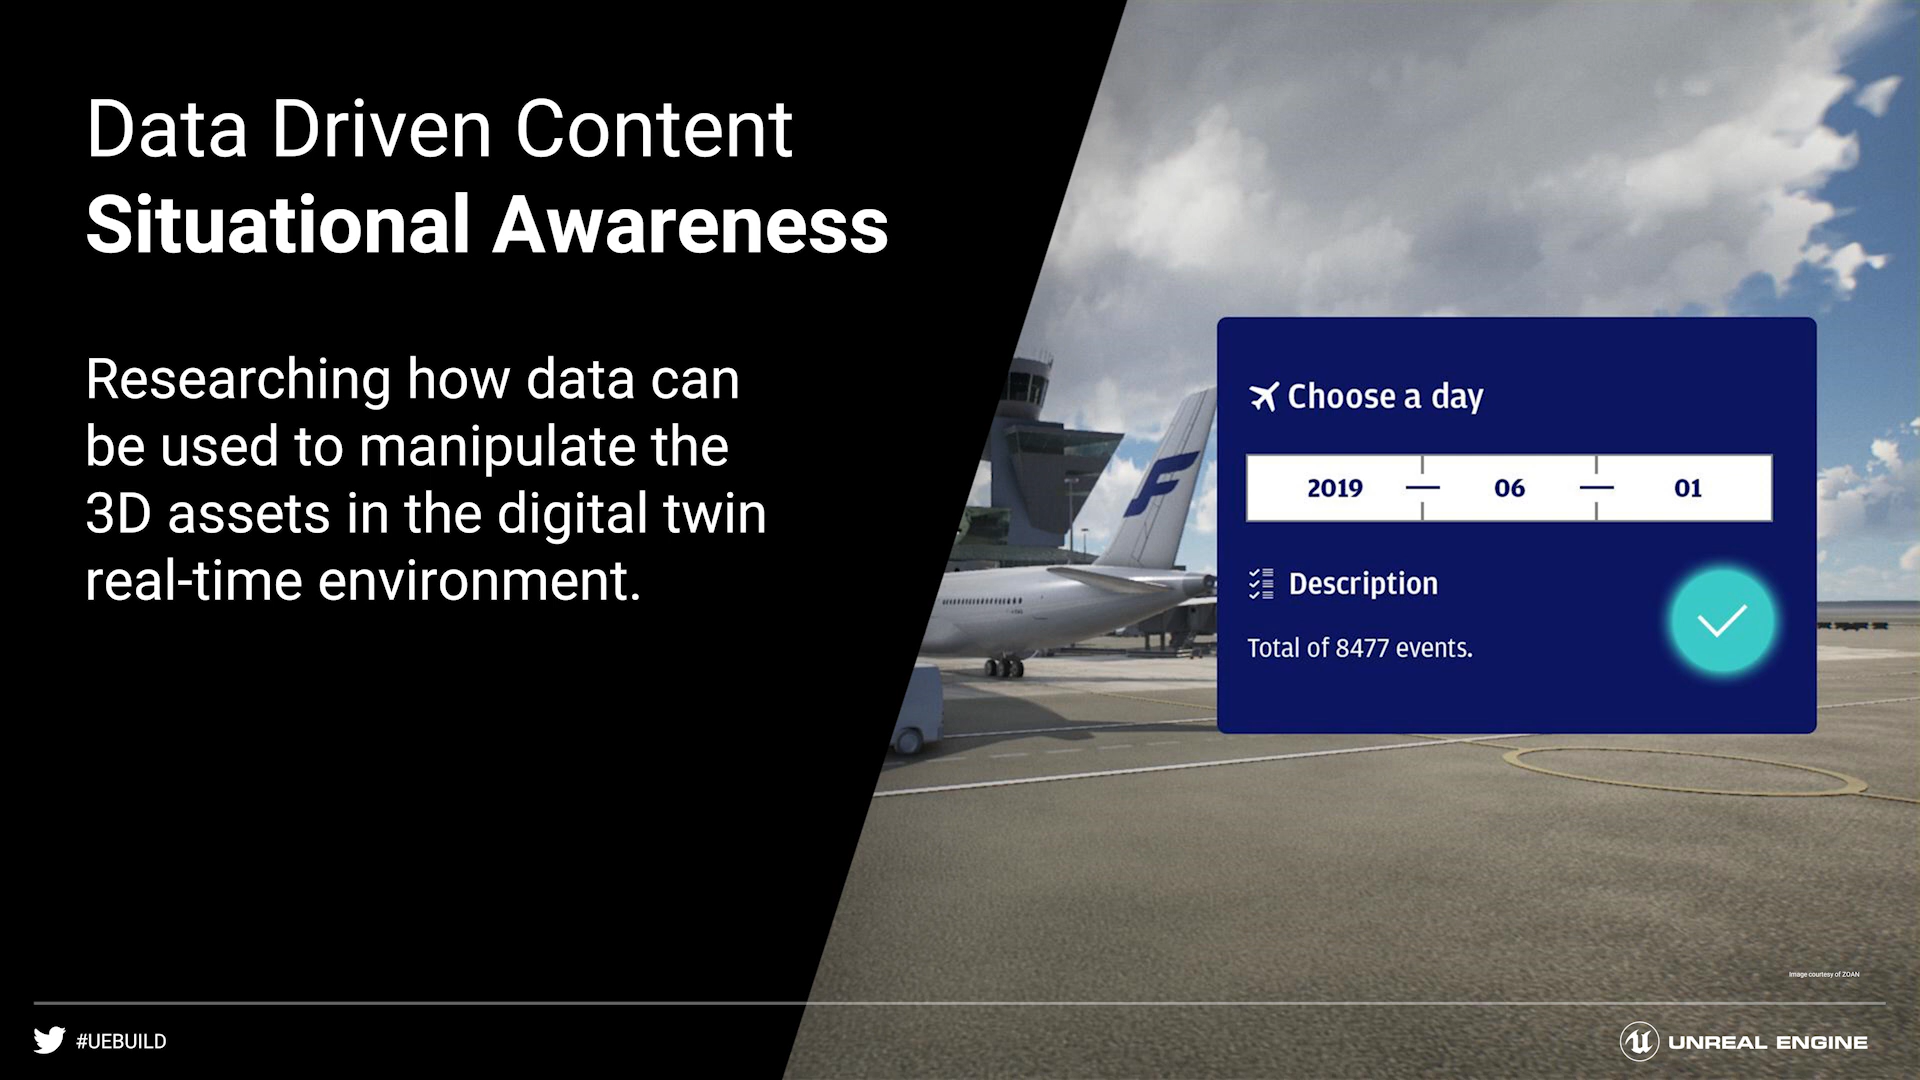 Data Driven Content
Situational Awareness
Researching how data can
be used to manipulate the
3D assets in the digital twin
real-time environment.
Choose a day
2019 — 06 — 01
Description
Total of 8477 events.
Image courtesy of ZOAN
#UEBUILD
UNREAL ENGINE